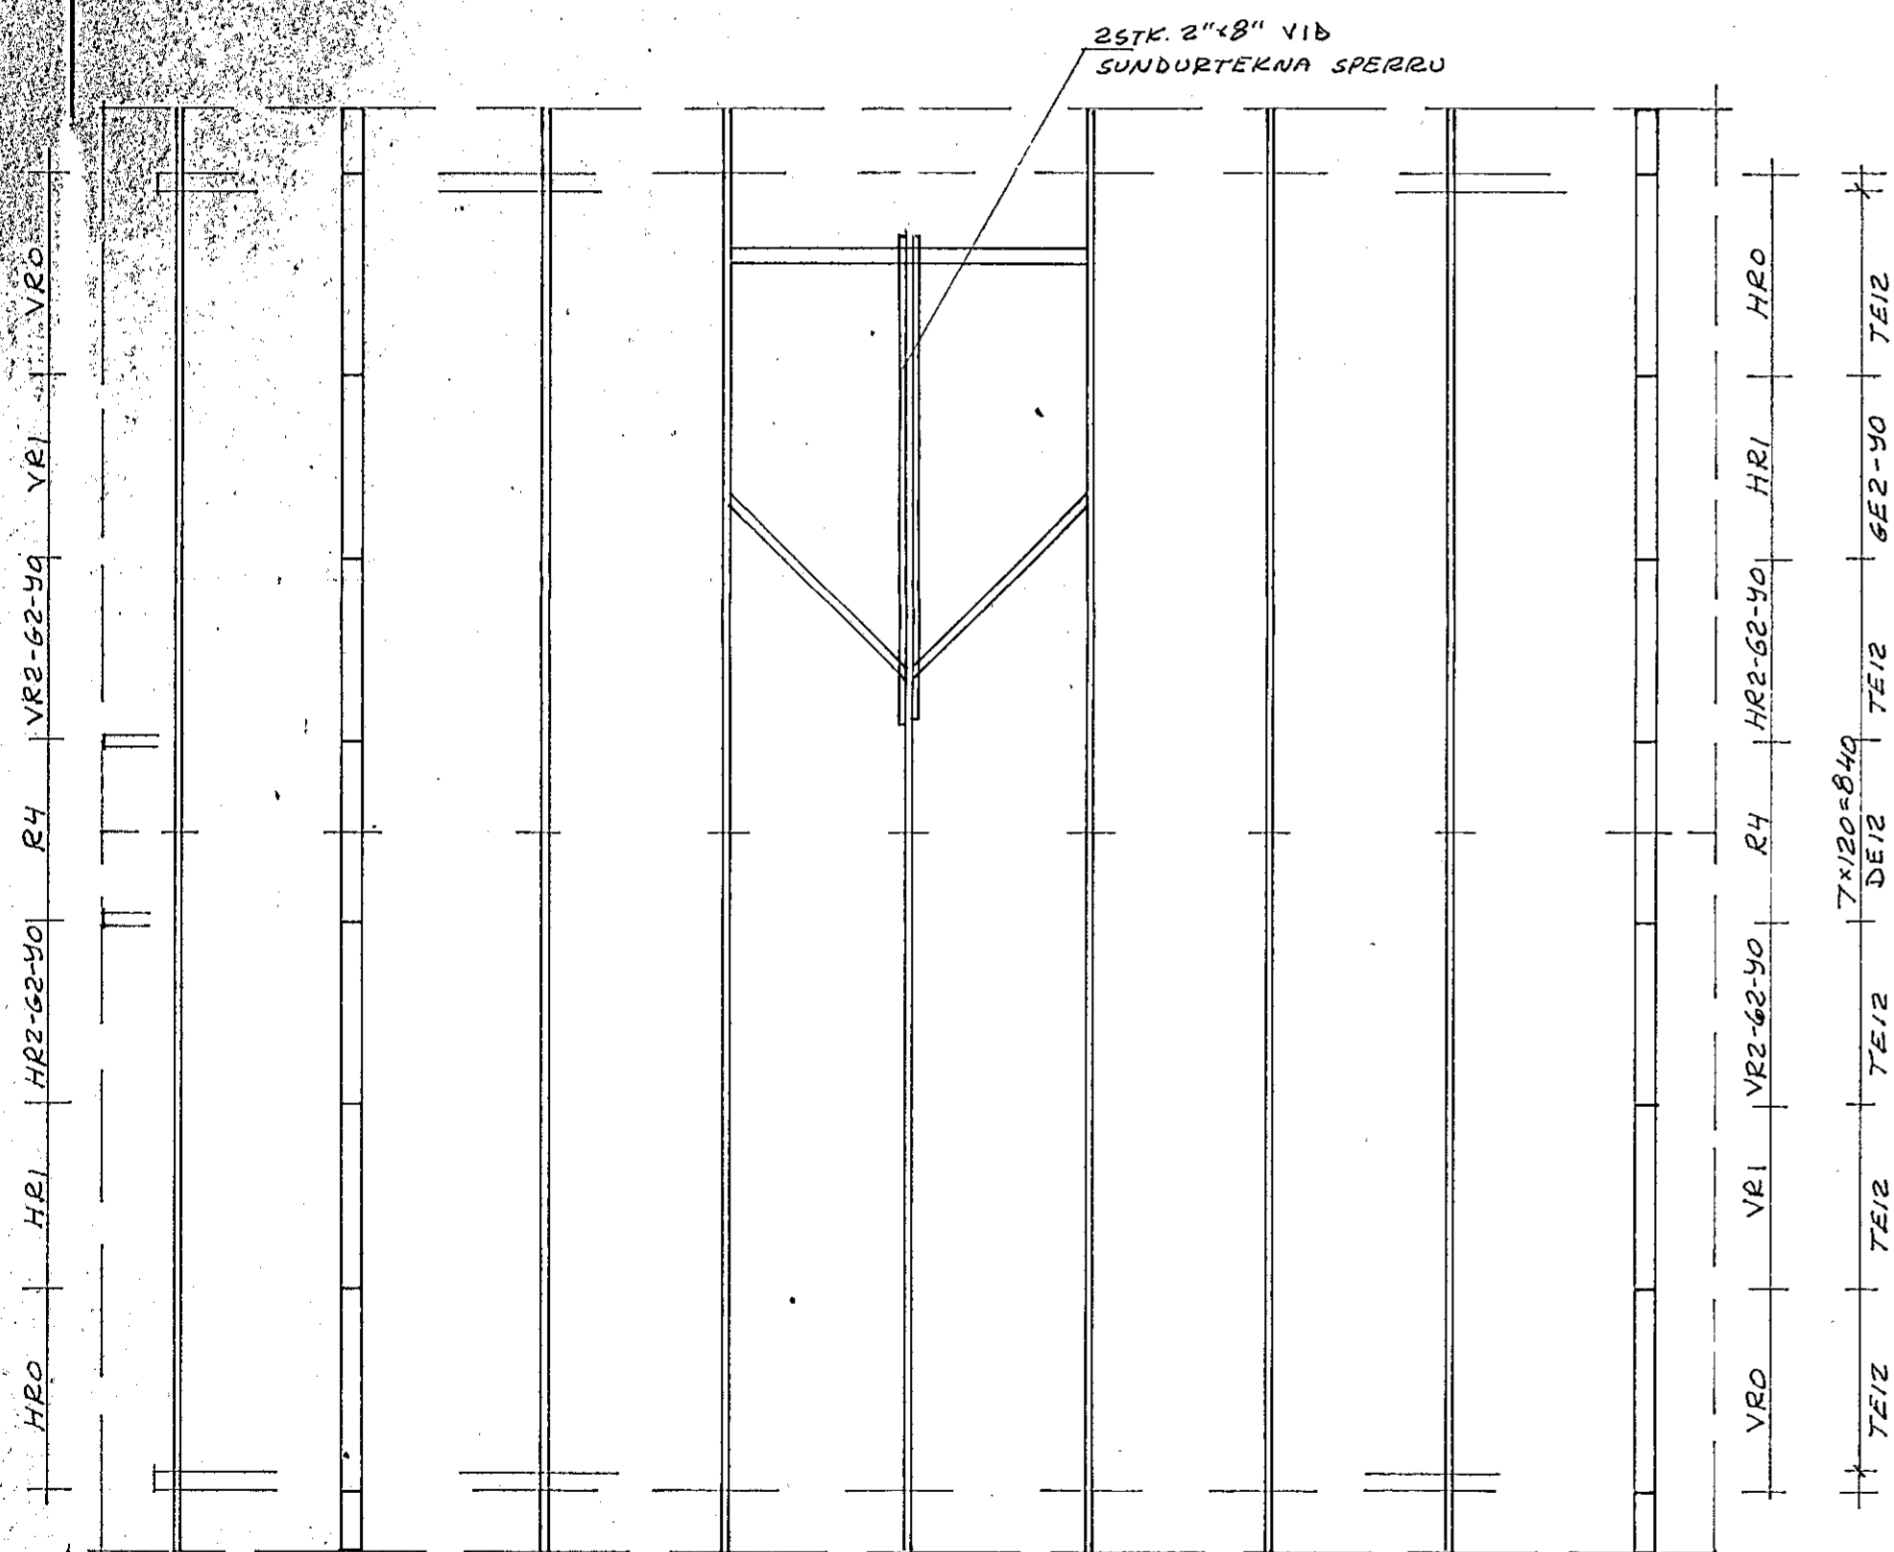 2STK. 2"x8" VIÐ
SUNDURTEKNA SPERRU
VR0
VR1
VR2-G2-Y0
R4
HR2-G2-Y0
HR1
HR0
HR0
HR1
HR2-G2-Y0
R4
VR2-G2-Y0
VR1
VR0
TE12
GE2-Y0
TE12
7x120=840
DE12
TE12
TE12
TE12